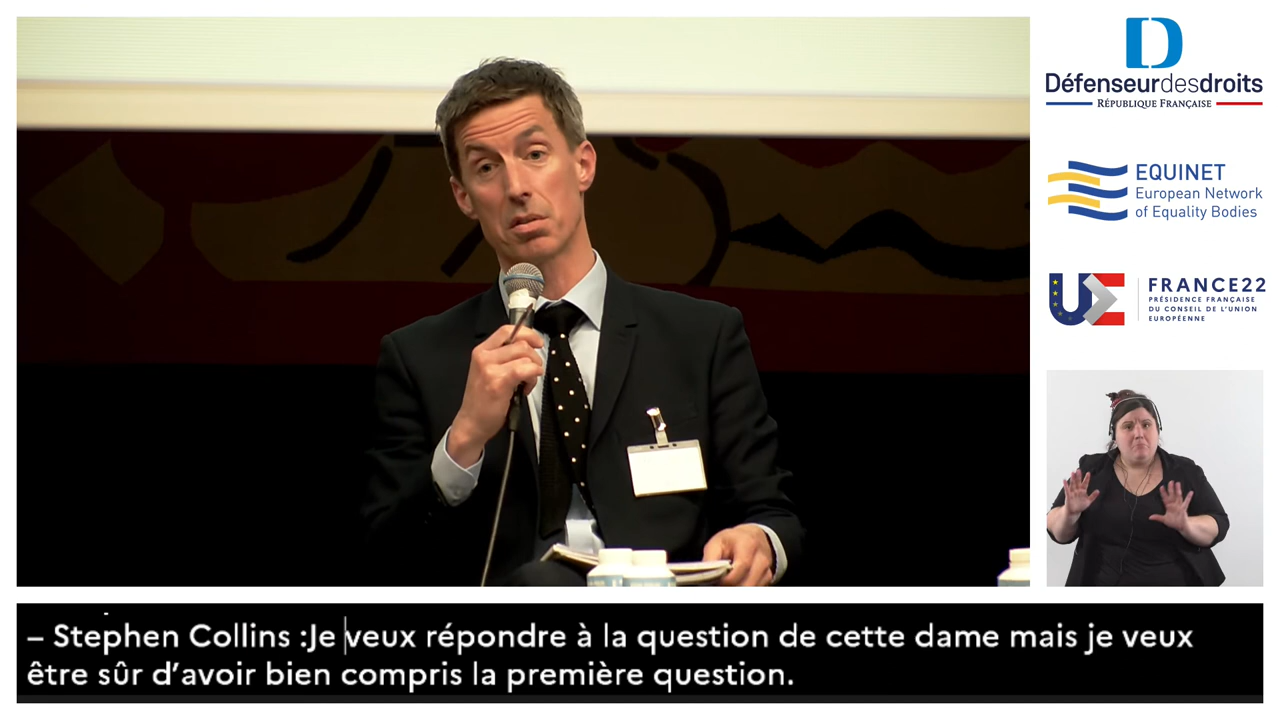 Défenseurdesdroits
RÉPUBLIQUE FRANÇAISE
EQUINET
European Network
of Equality Bodies
UE
FRANCE22
PRÉSIDENCE FRANÇAISE
DU CONSEIL DE L'UNION
EUROPÉENNE
– Stephen Collins :Je veux répondre à la question de cette dame mais je veux
être sûr d'avoir bien compris la première question.